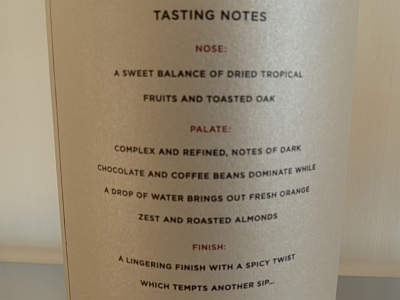 TASTING NOTES
NOSE:
A SWEET BALANCE OF DRIED TROPICAL
FRUITS AND TOASTED OAK
PALATE:
COMPLEX AND REFINED, NOTES OF DARK
CHOCOLATE AND COFFEE BEANS DOMINATE WHILE
A DROP OF WATER BRINGS OUT FRESH ORANGE
ZEST AND ROASTED ALMONDS
FINISH:
A LINGERING FINISH WITH A SPICY TWIST
WHICH TEMPTS ANOTHER SIP...